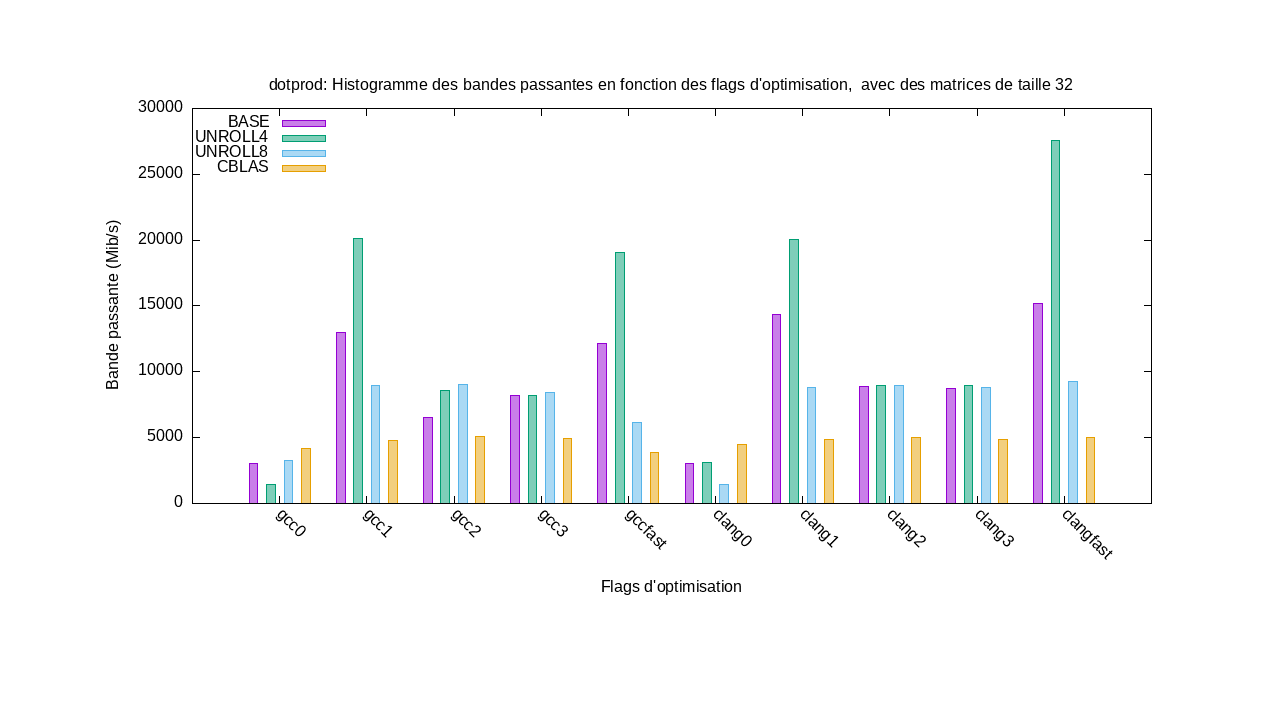 dotprod: Histogramme des bandes passantes en fonction des flags d'optimisation,  avec des matrices de taille 32
30000
25000
20000
15000
10000
5000
0
Bande passante (Mib/s)
BASE
UNROLL4
UNROLL8
CBLAS
gcc0
gcc1
gcc2
gcc3
gccfast
clang0
clang1
clang2
clang3
clangfast
Flags d'optimisation